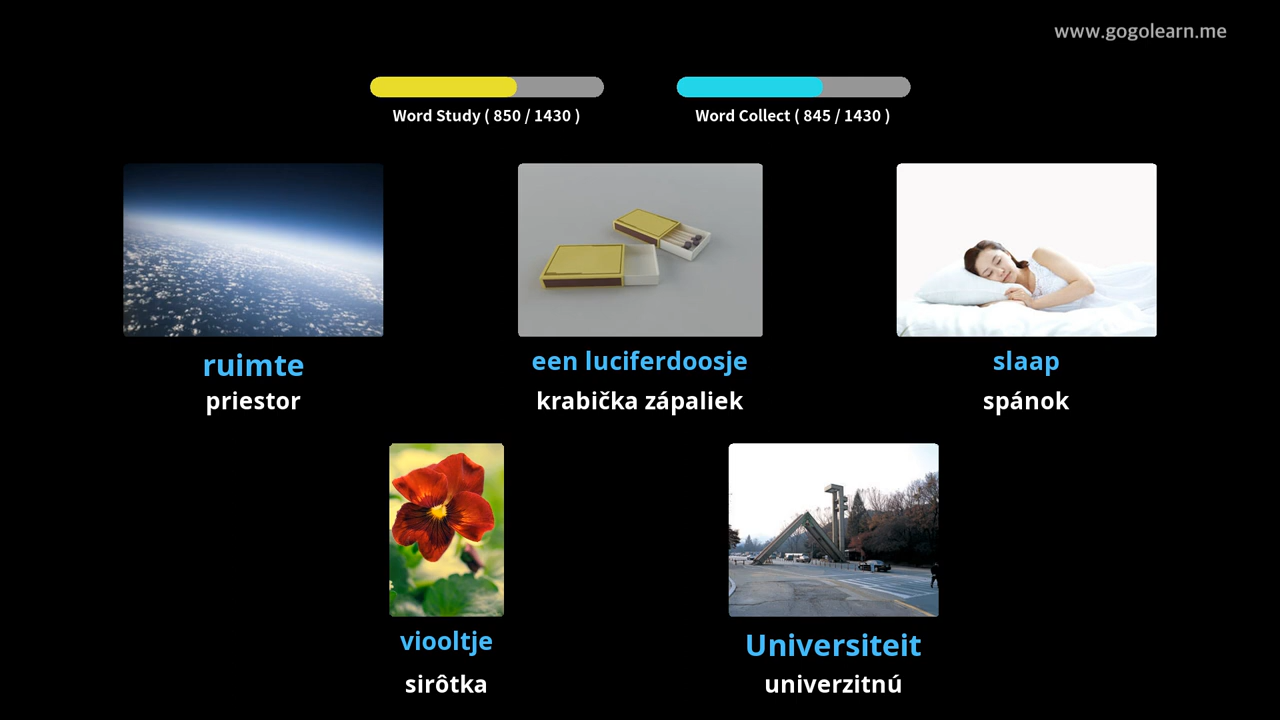 www.gogolearn.me
Word Study ( 850 / 1430 )
Word Collect ( 845 / 1430 )
ruimte
priestor
een luciferdoosje
krabička zápaliek
slaap
spánok
viooltje
sirôtka
Universiteit
univerzitnú